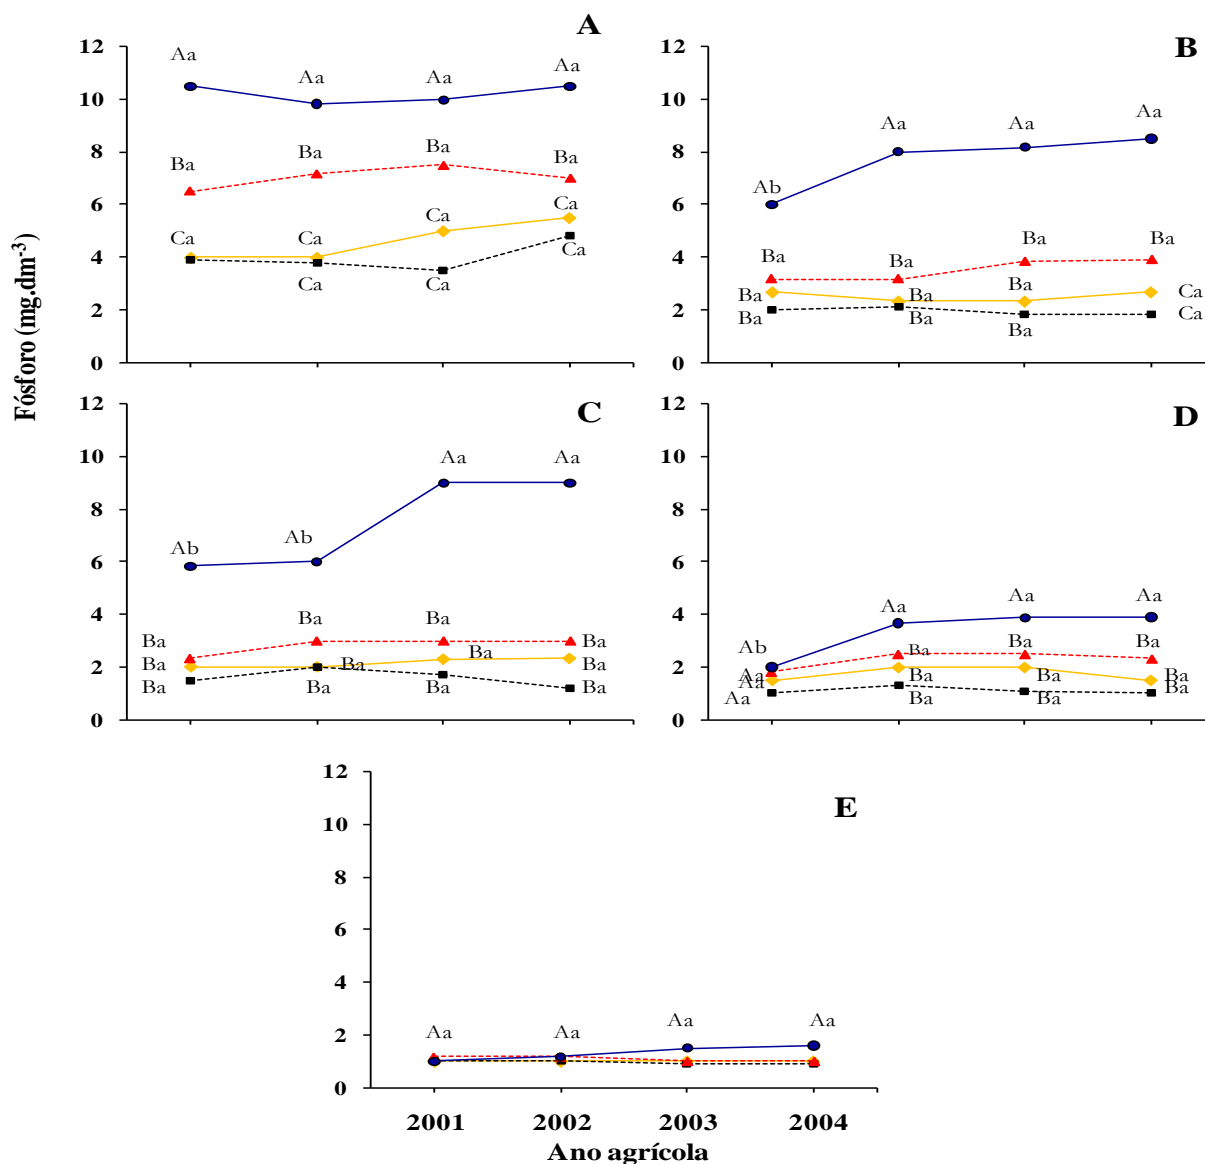 A
12
10
8
6
4
2
0
Aa Aa Aa Aa
Ba Ba Ba Ba
Ca Ca Ca Ca
Ca Ca Ca
B
12
10
8
6
4
2
0
Ab Aa Aa Aa
Ba Ba Ba Ba
Ba Ba Ba Ca
Ba Ba Ba Ca
Fósforo (mg.dm-3)
C
12
10
8
6
4
2
0
Ab Ab Aa Aa
Ba Ba Ba Ba
Ba Ba Ba Ba
Ba Ba Ba Ba
D
12
10
8
6
4
2
0
Ab Aa Aa Aa
Aa Ba Ba Ba
Aa Ba Ba Ba
Aa Ba Ba Ba
E
12
10
8
6
4
2
0
Aa Aa Aa Aa
2001 2002 2003 2004
Ano agrícola